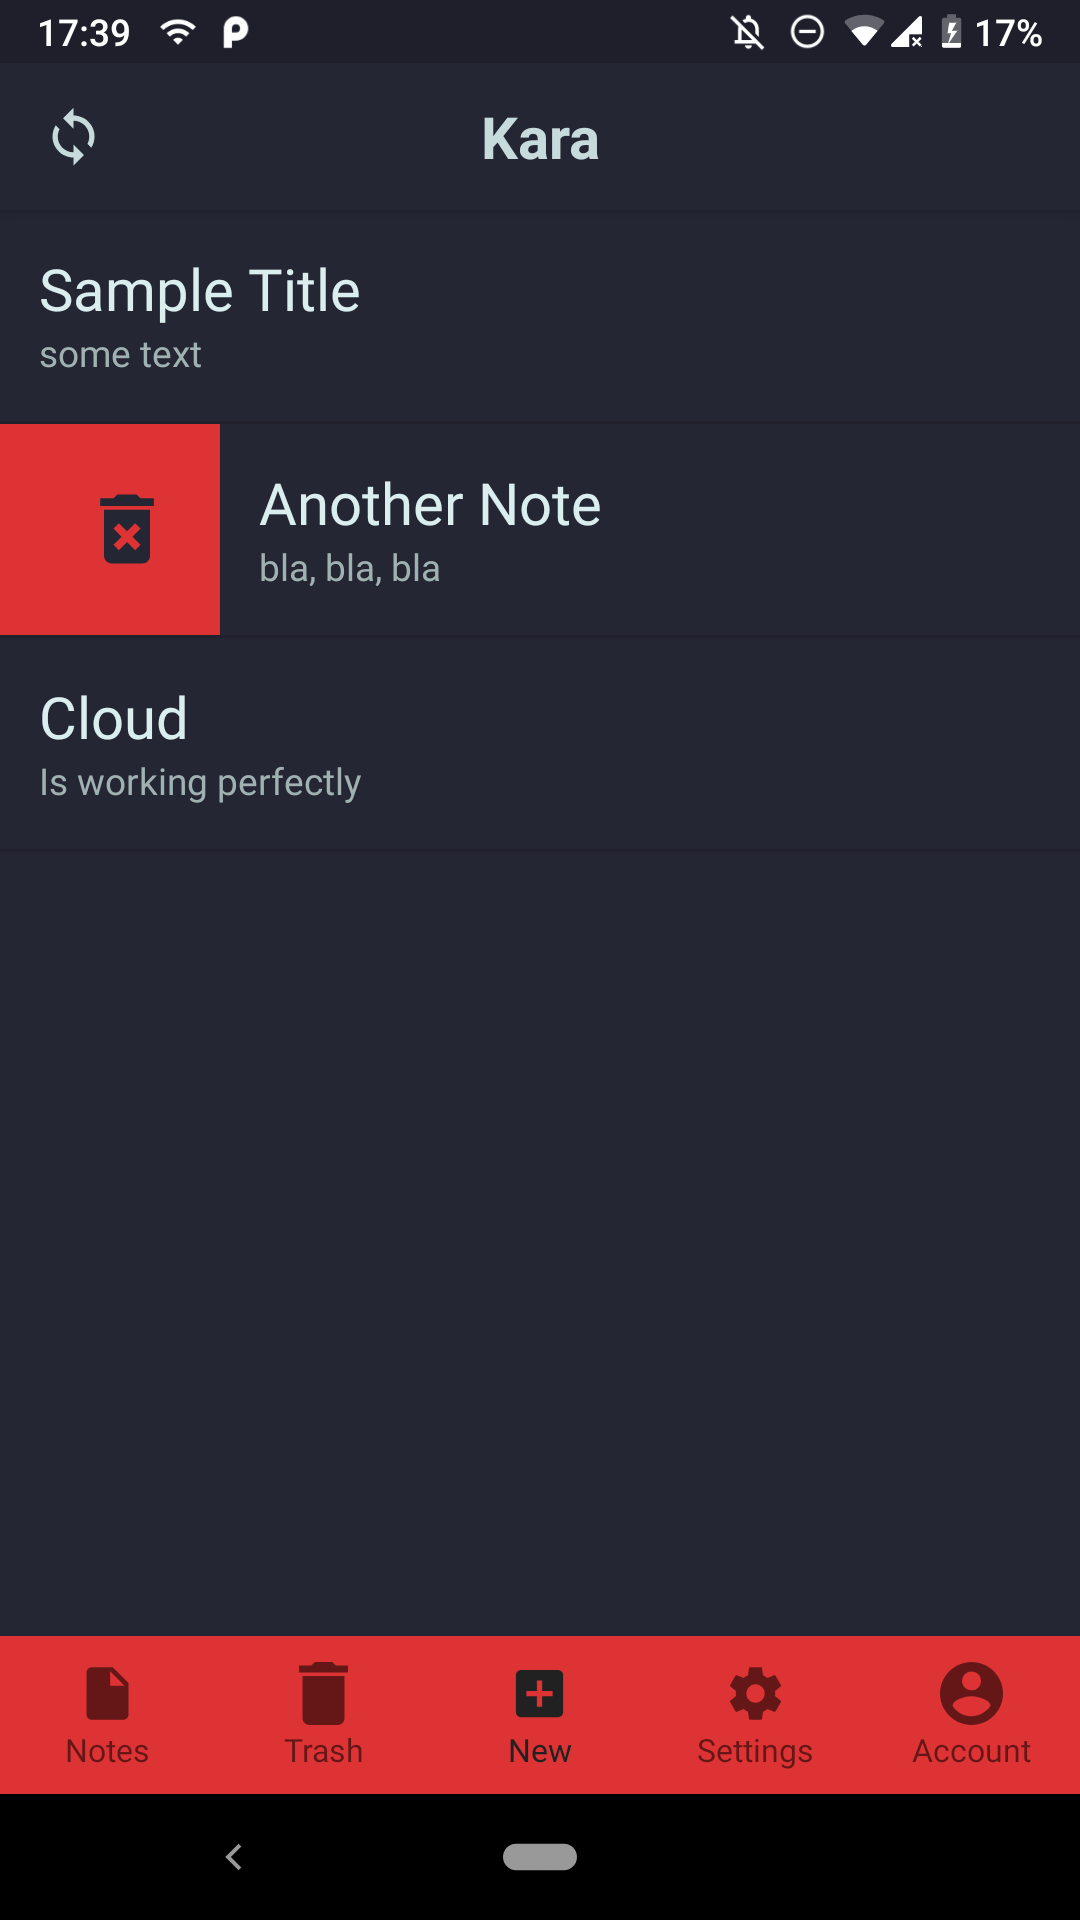 17:39
17%
Kara
Sample Title
some text
Another Note
bla, bla, bla
Cloud
Is working perfectly
Notes
Trash
New
Settings
Account